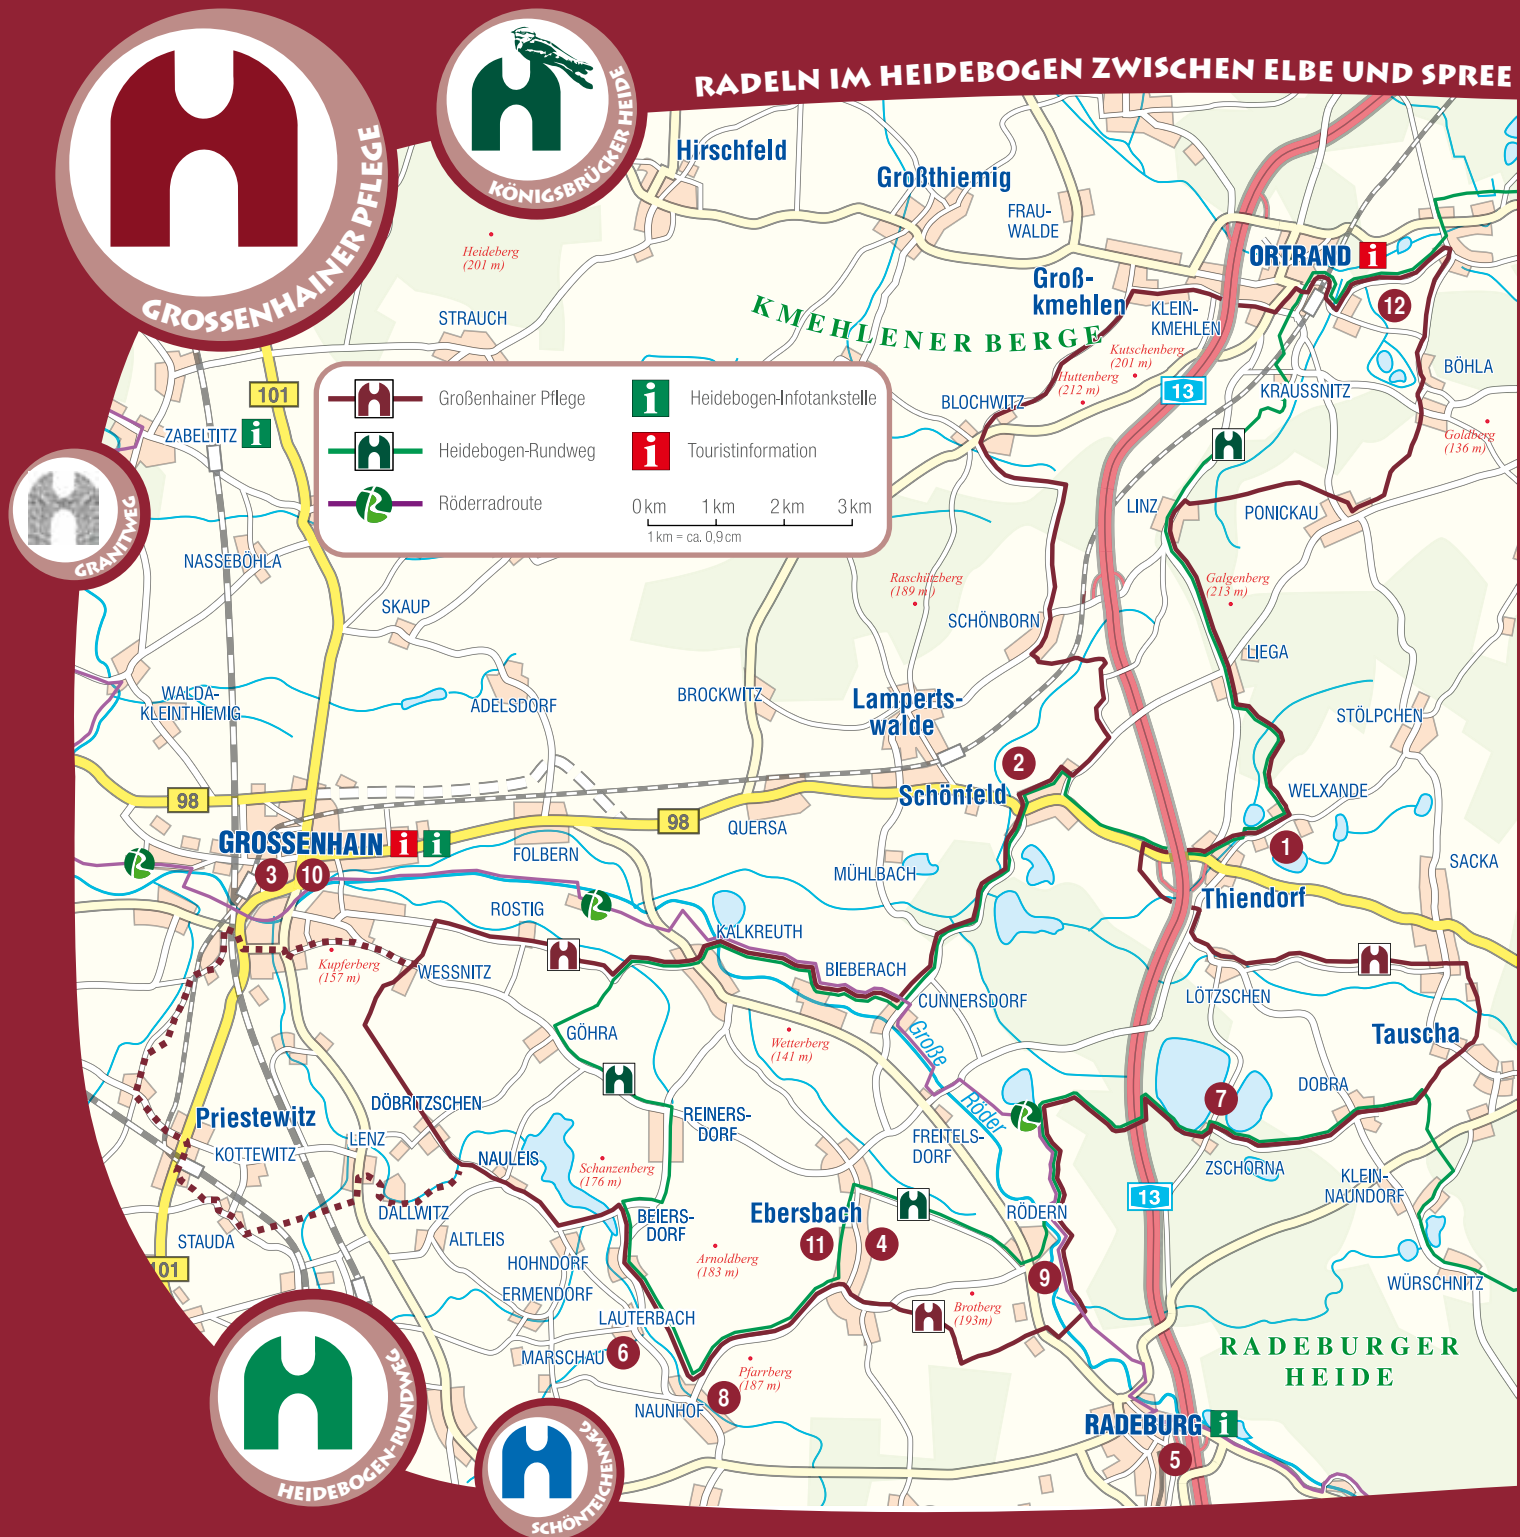 RADELN IM HEIDEBOGEN ZWISCHEN ELBE UND SPREE
GROSSENHAINER PFLEGE
KÖNIGSBRÜCKER HEIDE
Hirschfeld
Großthiemig
FRAU-
WALDE
Heideberg
(201 m)
ORTRAND i
Groß-
kmehlen
KLEIN-
KMEHLEN
12
KMEHLENER BERGE
STRAUCH
Kutschenberg
(201 m)
Huttenberg
(212 m)
13
BÖHLA
KRAUSSNITZ
BLOCHWITZ
Goldberg
(136 m)
101
ZABELTITZ i
Großenhainer Pflege
i Heidebogen-Infotankstelle
Heidebogen-Rundweg
i Touristinformation
Röderradroute
0 km 1 km 2 km 3 km
1 km = ca. 0,9 cm
GRANITWEG
LINZ
PONICKAU
NASSEBÖHLA
SKAUP
Raschützberg
(189 m)
Galgenberg
(213 m)
SCHÖNBORN
LIEGA
WALDA-
KLEINTHIEMIG
ADELSDORF
BROCKWITZ
Lamperts-
walde
STÖLPCHEN
2
Schönfeld
WELXANDE
98
98
QUERSA
GROSSENHAIN i i
FOLBERN
1
3
10
MÜHLBACH
SACKA
Thiendorf
ROSTIG
KALKREUTH
Kupferberg
(157 m)
WESSNITZ
BIEBERACH
CUNNERSDORF
LÖTZSCHEN
GÖHRA
Wetterberg
(141 m)
Große
Röder
Tauscha
DOBRA
7
Priestewitz
DÖBRITZSCHEN
REINERS-
DORF
FREITELS-
DORF
LENZ
KOTTEWITZ
NAULEIS
Schanzenberg
(176 m)
ZSCHORNA
KLEIN-
NAUNDORF
13
DALLWITZ
BEIERS-
DORF
Ebersbach
RÖDERN
STAUDA
ALTLEIS
11
4
HOHNDORF
Arnoldberg
(183 m)
101
9
ERMENDORF
Brotberg
(193m)
WÜRSCHNITZ
LAUTERBACH
MARSCHAU 6
Pfarrberg
(187 m)
RADEBURGER
HEIDE
8
NAUNHOF
RADEBURG i
5
HEIDEBOGEN-RUNDWEG
SCHÖNTEICHENWEG